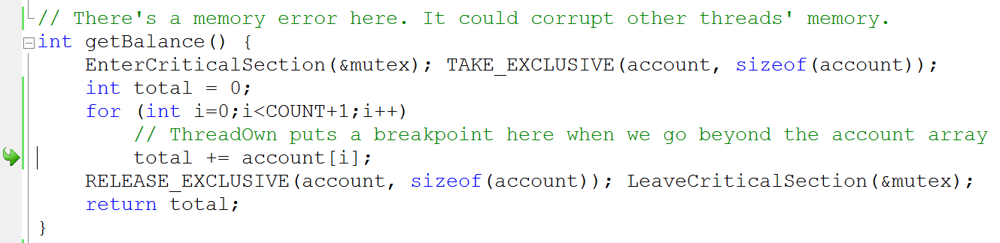 // There's a memory error here. It could corrupt other threads' memory.
int getBalance() {
EnterCriticalSection(&mutex); TAKE_EXCLUSIVE(account, sizeof(account));
int total = 0;
for (int i=0;i<COUNT+1;i++)
// ThreadOwn puts a breakpoint here when we go beyond the account array
total += account[i];
RELEASE_EXCLUSIVE(account, sizeof(account)); LeaveCriticalSection(&mutex);
return total;
}